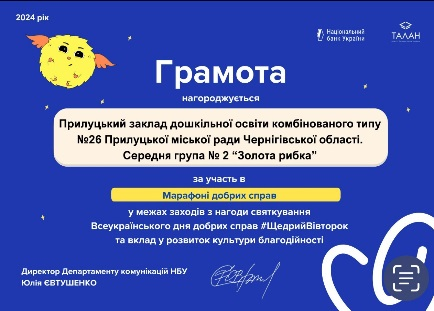 2024 рік
Національний
банк України
ТАЛАН
Грамота
нагороджується
Прилуцький заклад дошкільної освіти комбінованого типу
№26 Прилуцької міської ради Чернігівської області.
Середня група № 2 “Золота рибка”
за участь в
Марафоні добрих справ
у межах заходів з нагоди святкування
Всеукраїнського дня добрих справ #ЩедрийВівторок
та вклад у розвиток культури благодійності
Директор Департаменту комунікацій НБУ
Юлія ЄВТУШЕНКО